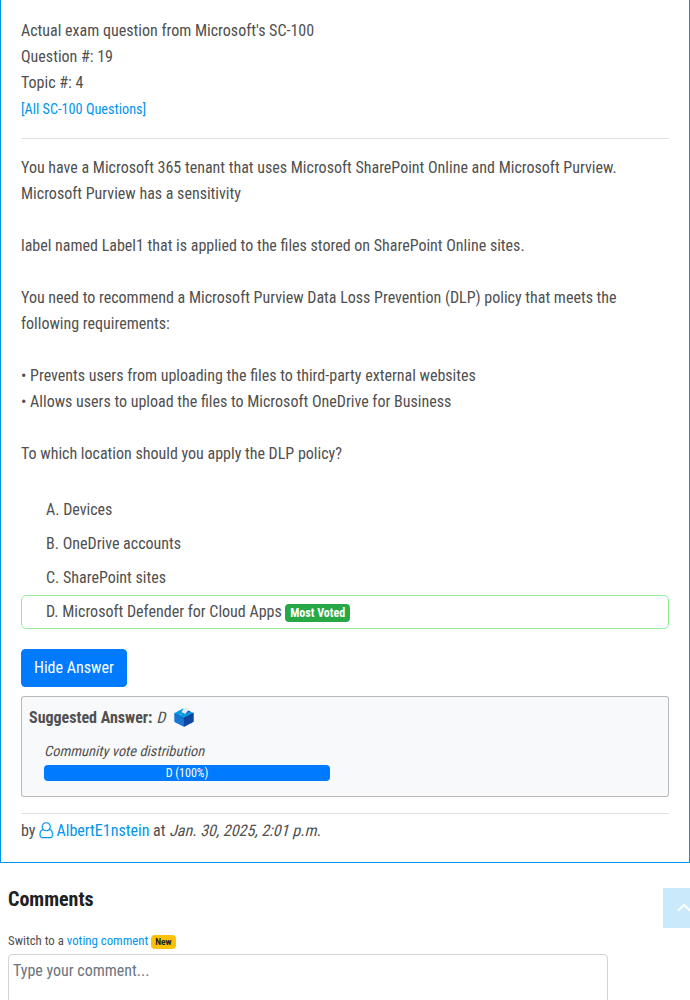 Actual exam question from Microsoft's SC-100
Question #: 19
Topic #: 4
[All SC-100 Questions]
You have a Microsoft 365 tenant that uses Microsoft SharePoint Online and Microsoft Purview.
Microsoft Purview has a sensitivity
label named Label1 that is applied to the files stored on SharePoint Online sites.
You need to recommend a Microsoft Purview Data Loss Prevention (DLP) policy that meets the
following requirements:
• Prevents users from uploading the files to third-party external websites
• Allows users to upload the files to Microsoft OneDrive for Business
To which location should you apply the DLP policy?
A. Devices
B. OneDrive accounts
C. SharePoint sites
D. Microsoft Defender for Cloud Apps Most Voted
Hide Answer
Suggested Answer: D
Community vote distribution
D (100%)
by AlbertE1nstein at Jan. 30, 2025, 2:01 p.m.
Comments
Switch to a voting comment New
Type your comment...